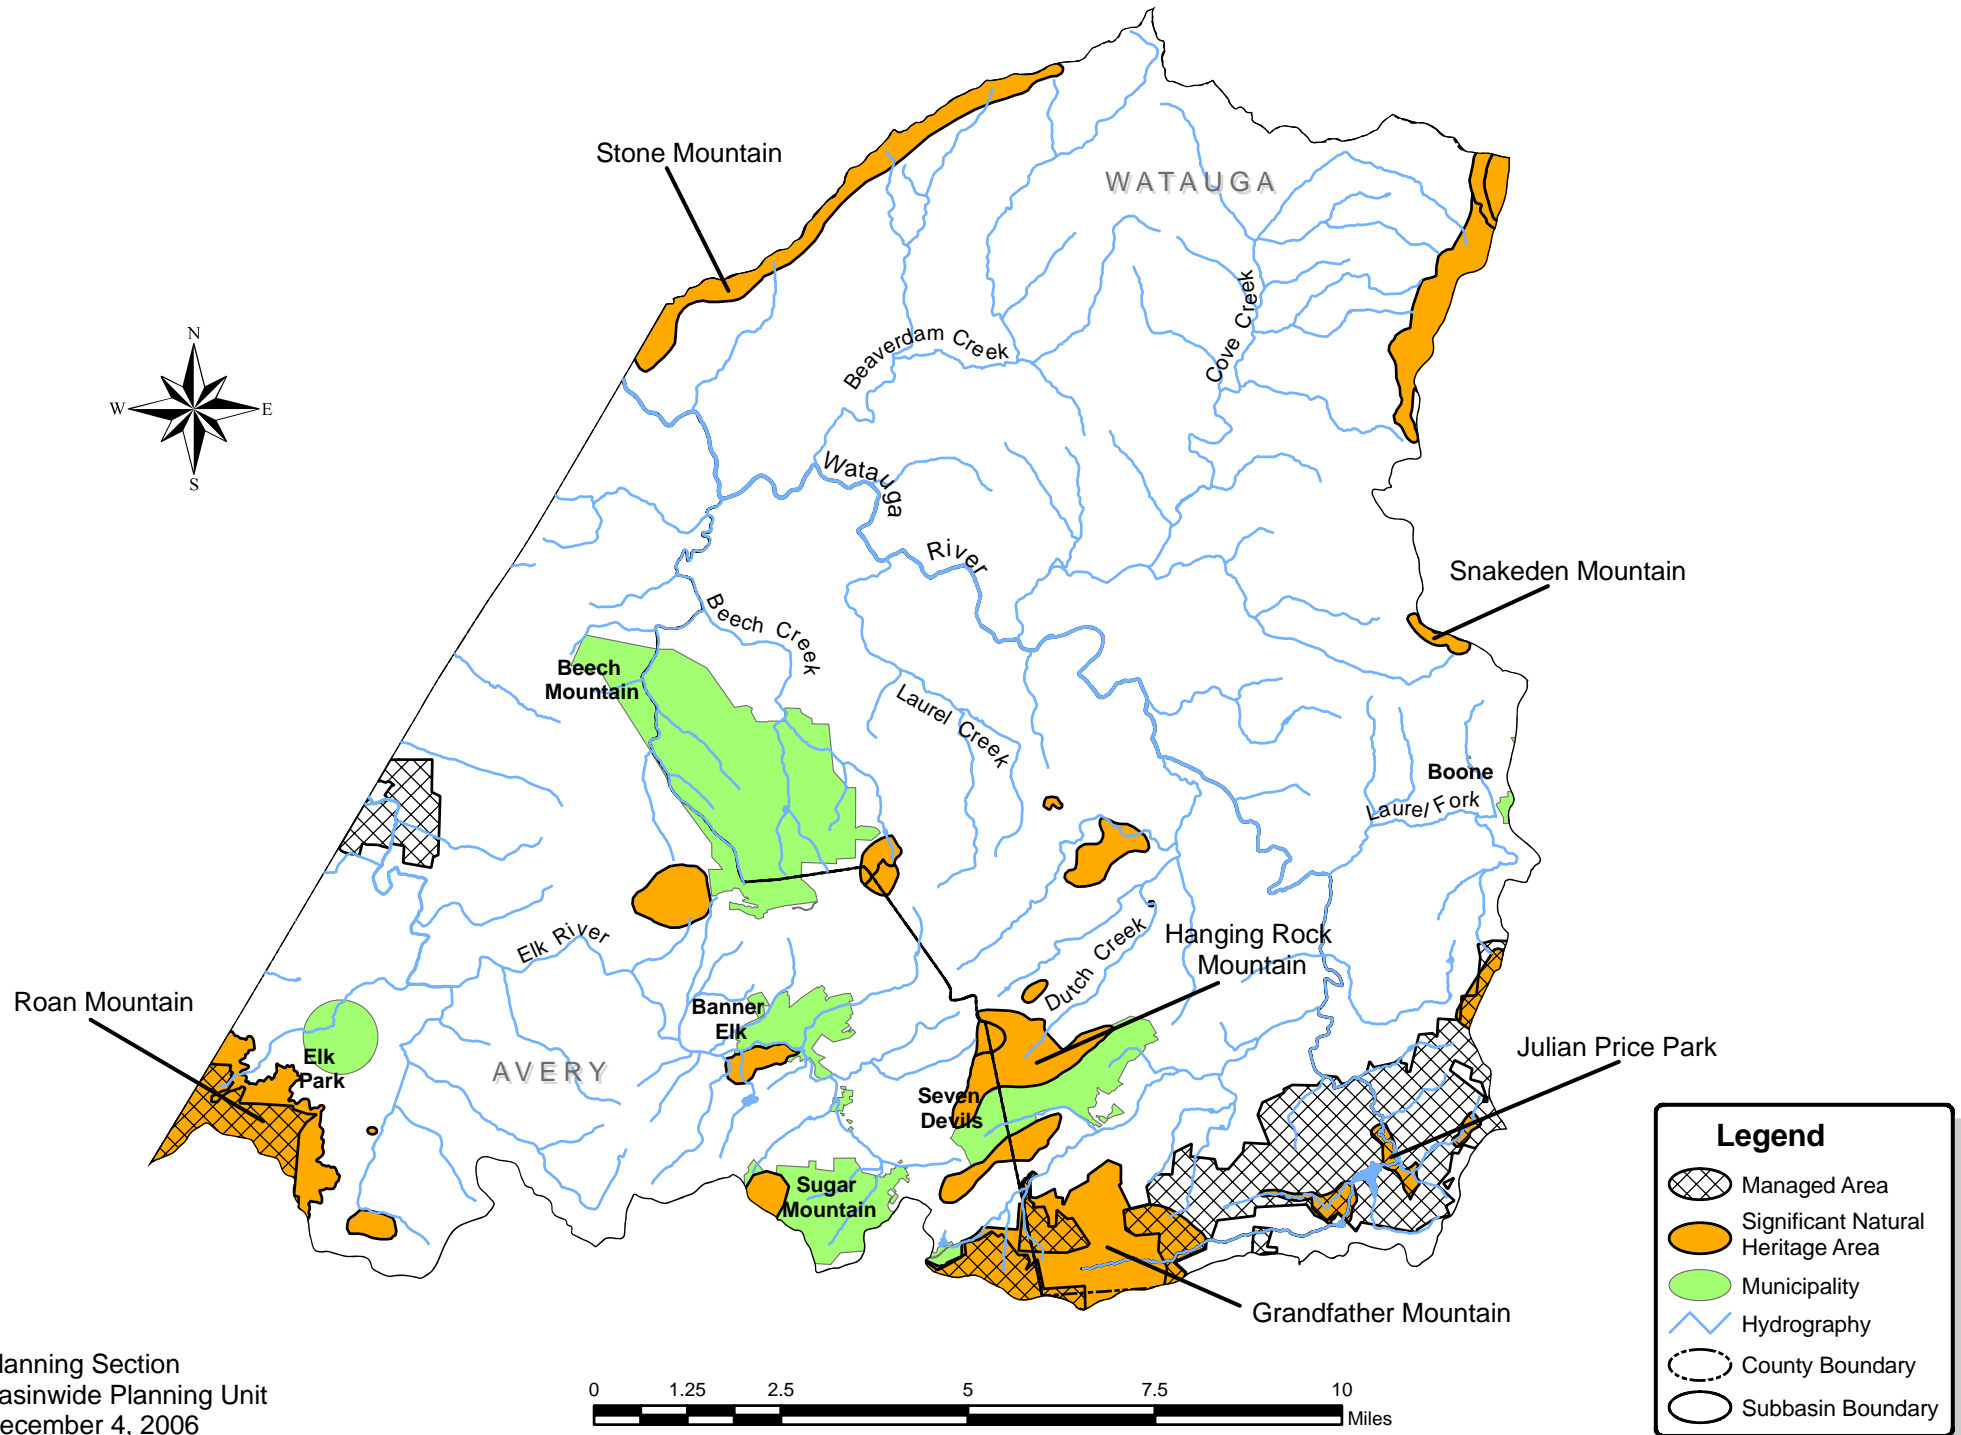 Stone Mountain
WATAUGA
N
W
E
S
Beaverdam Creek
Cove Creek
Watauga
River
Snakeden Mountain
Beech Creek
Beech
Mountain
Laurel Creek
Boone
Laurel Fork
Elk River
Dutch Creek
Hanging Rock
Mountain
Roan Mountain
Banner
Elk
Elk
Park
AVERY
Seven
Devils
Julian Price Park
Sugar
Mountain
Grandfather Mountain
Legend
Managed Area
Significant Natural
Heritage Area
Municipality
Hydrography
County Boundary
Subbasin Boundary
lanning Section
asinwide Planning Unit
ecember 4, 2006
0 1.25 2.5 5 7.5 10
Miles